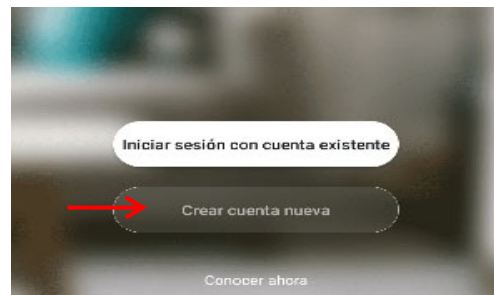 Iniciar sesión con cuenta existente
Crear cuenta nueva
Conocer ahora